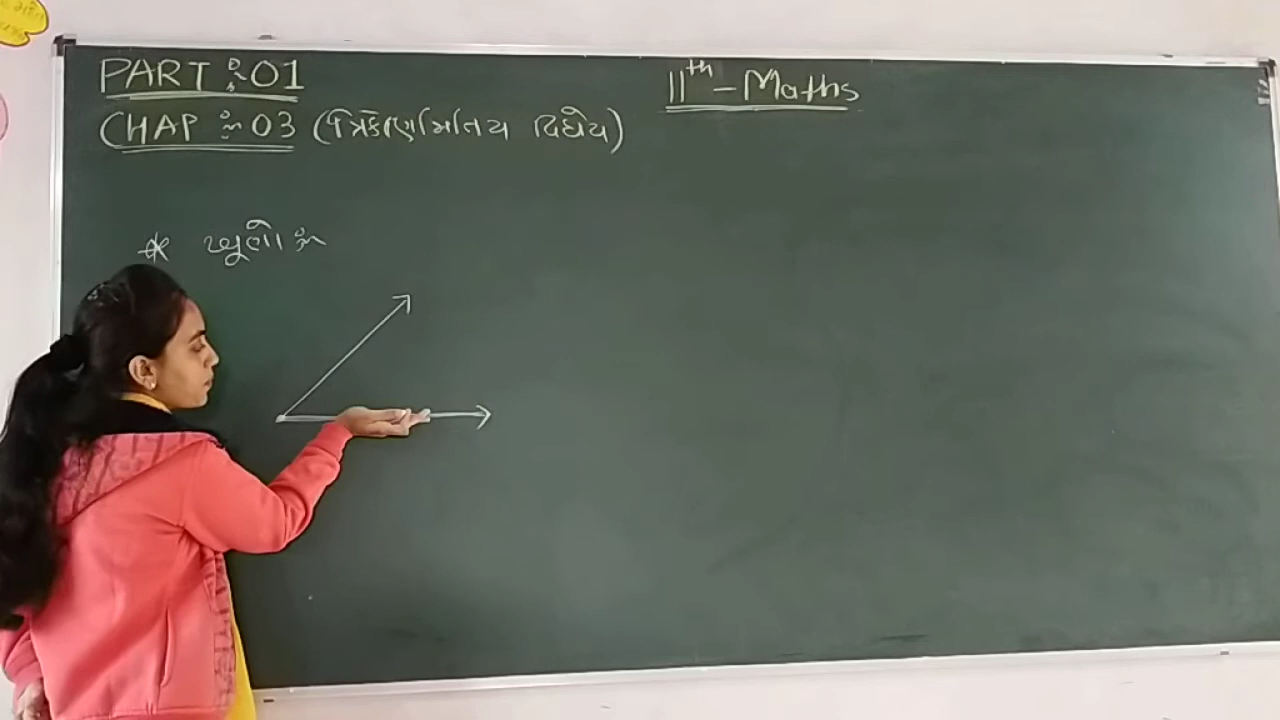 PART :- 01
11th - Maths
CHAP :- 03 (ત્રિકોણમિતિય વિધેય)
* ખૂણો :-